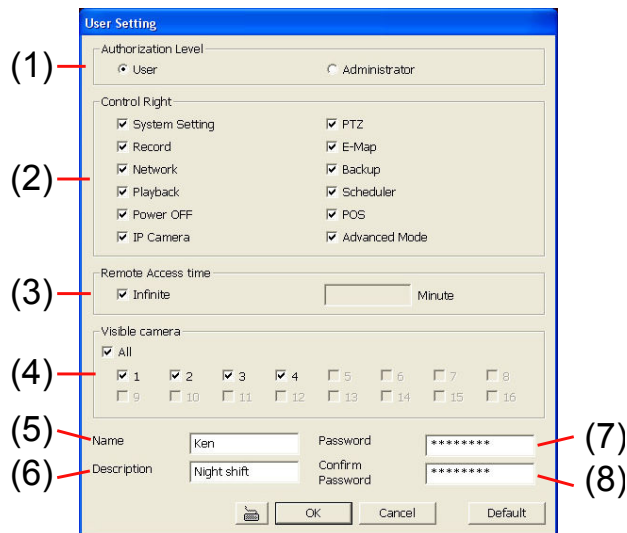 User Setting
Authorization Level
(1)
User Administrator
Control Right
System Setting PTZ
Record E-Map
(2)
Network Backup
Playback Scheduler
Power OFF POS
IP Camera Advanced Mode
Remote Access time
(3)
Infinite Minute
Visible camera
All
(4)
1 2 3 4 5 6 7 8
9 10 11 12 13 14 15 16
(5) Name Ken Password ******** (7)
(6) Description Night shift Confirm Password ******** (8)
OK Cancel Default